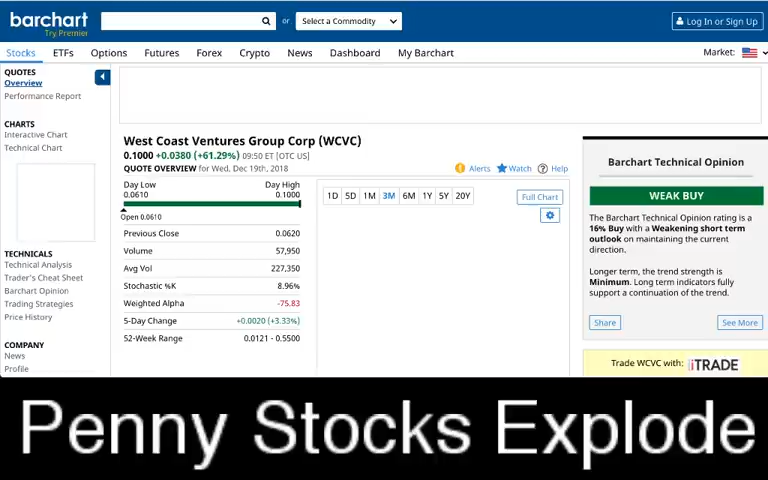 barchart
Try Premier
or
Select a Commodity
Log In or Sign Up
Stocks ETFs Options Futures Forex Crypto News Dashboard My Barchart
Market:
QUOTES
Overview
Performance Report
CHARTS
Interactive Chart
Technical Chart
TECHNICALS
Technical Analysis
Trader's Cheat Sheet
Barchart Opinion
Trading Strategies
Price History
COMPANY
News
Profile
West Coast Ventures Group Corp (WCVC)
0.1000 +0.0380 (+61.29%) 09:50 ET [OTC US]
QUOTE OVERVIEW for Wed, Dec 19th, 2018
Alerts Watch Help
Day Low Day High
0.0610 0.1000
Open 0.0610
Previous Close 0.0620
Volume 57,950
Avg Vol 227,350
Stochastic %K 8.96%
Weighted Alpha -75.83
5-Day Change +0.0020 (+3.33%)
52-Week Range 0.0121 - 0.5500
1D 5D 1M 3M 6M 1Y 5Y 20Y
Full Chart
Barchart Technical Opinion
WEAK BUY
The Barchart Technical Opinion rating is a
16% Buy with a Weakening short term
outlook on maintaining the current
direction.
Longer term, the trend strength is
Minimum. Long term indicators fully
support a continuation of the trend.
Share See More
Trade WCVC with: iTRADE
Penny Stocks Explode